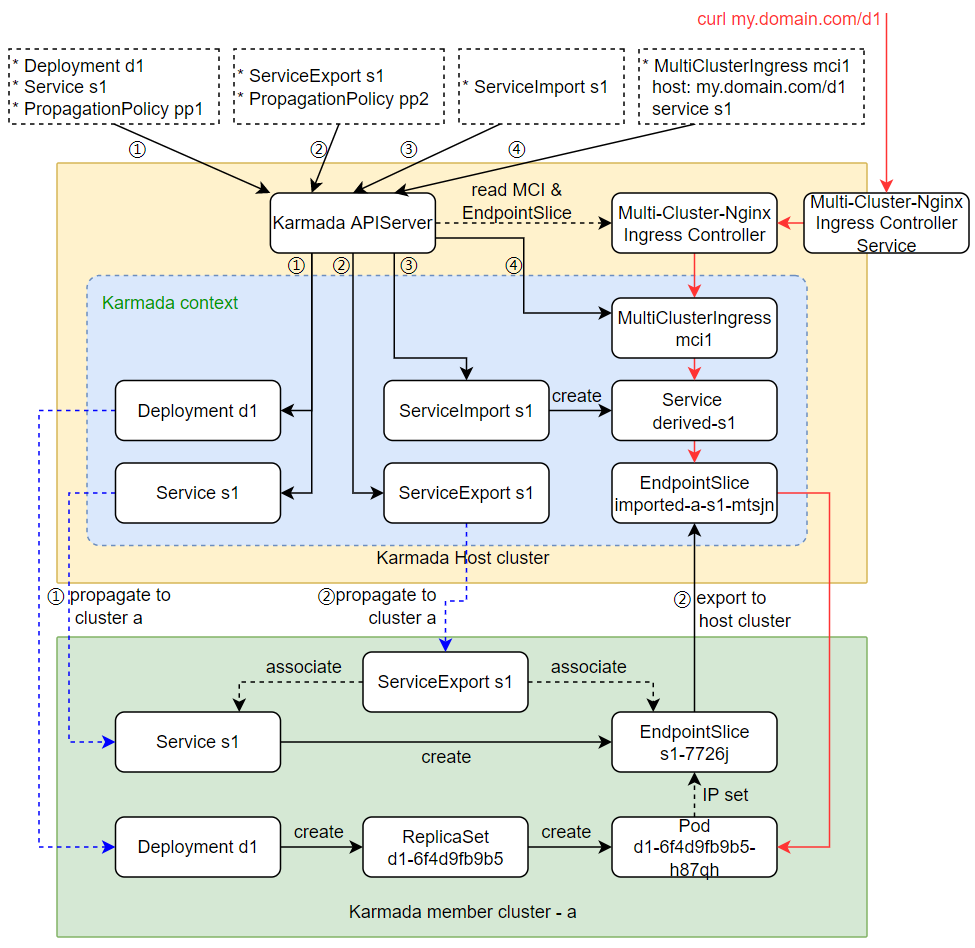 curl my.domain.com/d1
* Deployment d1
* Service s1
* PropagationPolicy pp1
* ServiceExport s1
* PropagationPolicy pp2
* ServiceImport s1
* MultiClusterIngress mci1
host: my.domain.com/d1
service s1
①
②
③
④
Karmada APIServer
read MCI &
EndpointSlice
Multi-Cluster-Nginx
Ingress Controller
Multi-Cluster-Nginx
Ingress Controller
Service
①
②
③
④
Karmada context
MultiClusterIngress
mci1
Deployment d1
ServiceImport s1
create
Service
derived-s1
Service s1
ServiceExport s1
EndpointSlice
imported-a-s1-mtsjn
Karmada Host cluster
① propagate to
cluster a
②propagate to
cluster a
② export to
host cluster
associate
ServiceExport s1
associate
Service s1
create
EndpointSlice
s1-7726j
IP set
Deployment d1
create
ReplicaSet
d1-6f4d9fb9b5
create
Pod
d1-6f4d9fb9b5-
h87qh
Karmada member cluster - a